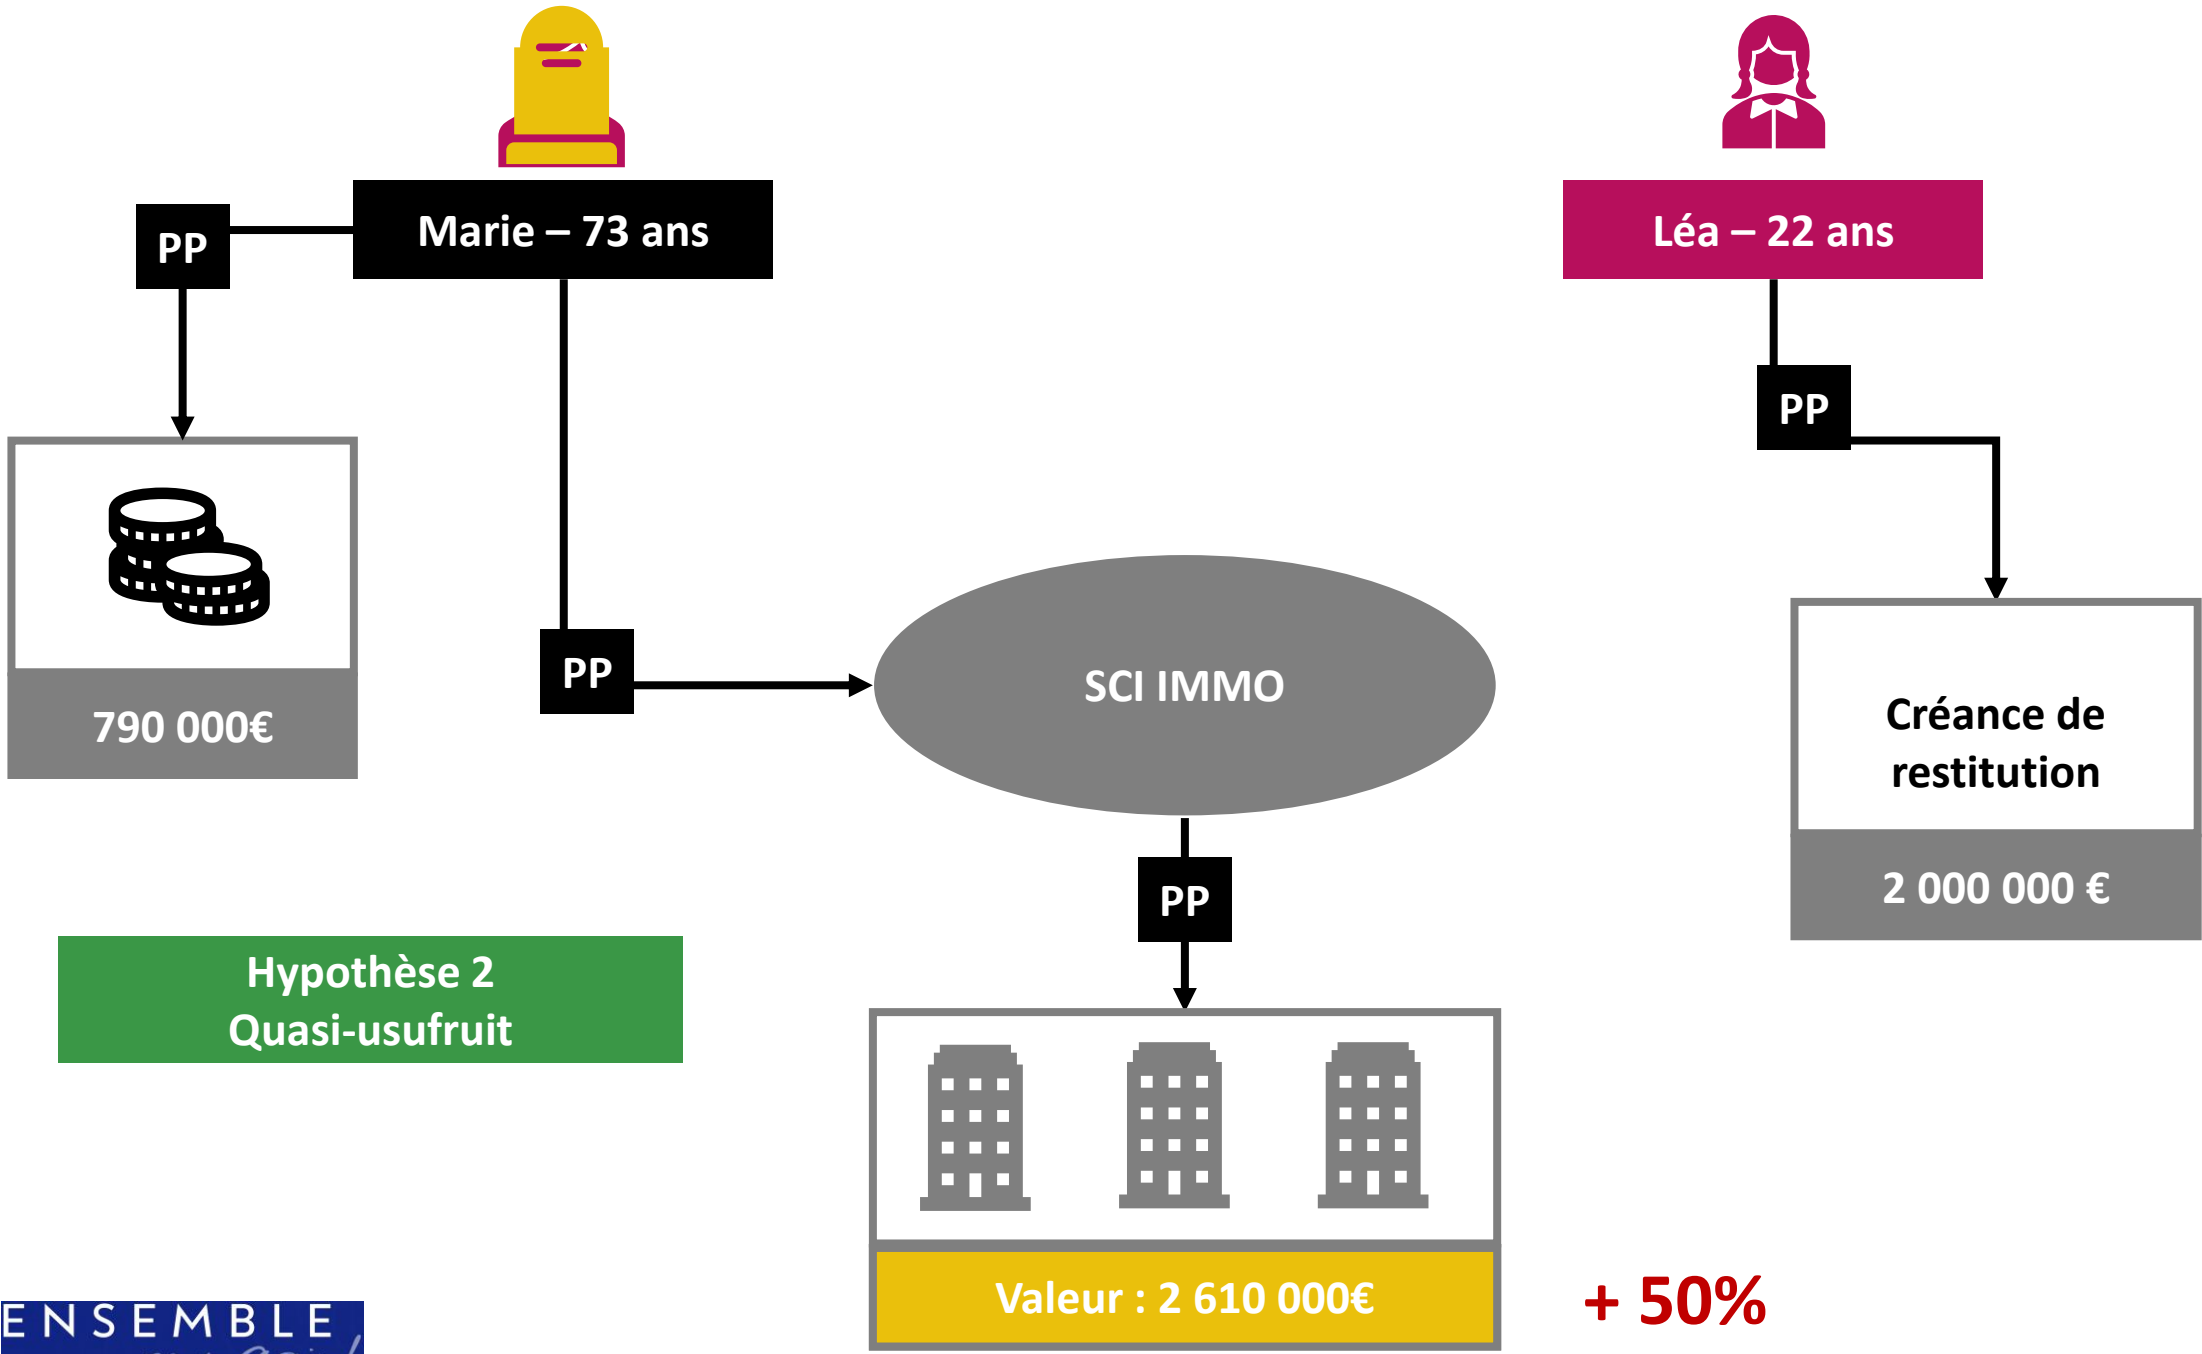 Marie – 73 ans
Léa – 22 ans
PP
PP
PP
SCI IMMO
790 000€
Créance de
restitution
2 000 000 €
PP
Hypothèse 2
Quasi-usufruit
Valeur : 2 610 000€
+ 50%
ENSEMBLE